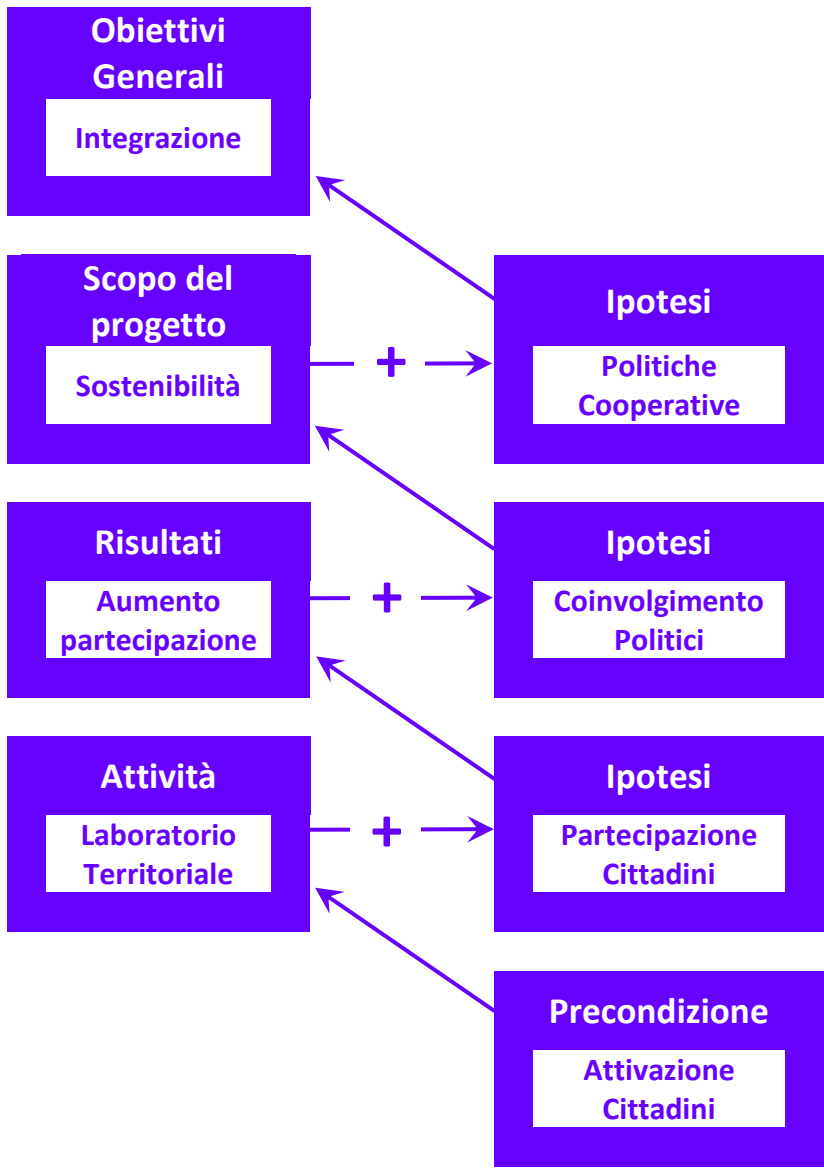 Obiettivi
Generali
Integrazione
Scopo del
progetto
Sostenibilità
+
Ipotesi
Politiche
Cooperative
Risultati
Aumento
partecipazione
+
Ipotesi
Coinvolgimento
Politici
Attività
Laboratorio
Territoriale
+
Ipotesi
Partecipazione
Cittadini
Precondizione
Attivazione
Cittadini